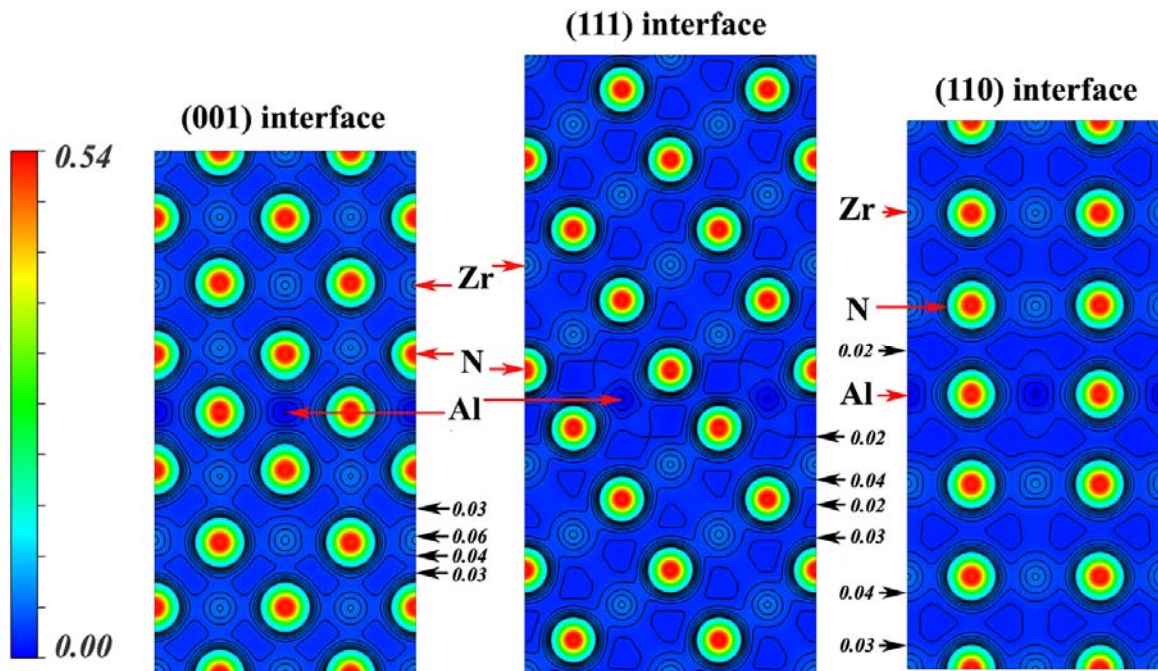 (111) interface
(001) interface
(110) interface
0.54
0.00
Zr
N
Al
0.03
0.06
0.04
0.03
0.02
0.04
0.02
0.03
Zr
N
0.02
Al
0.04
0.03